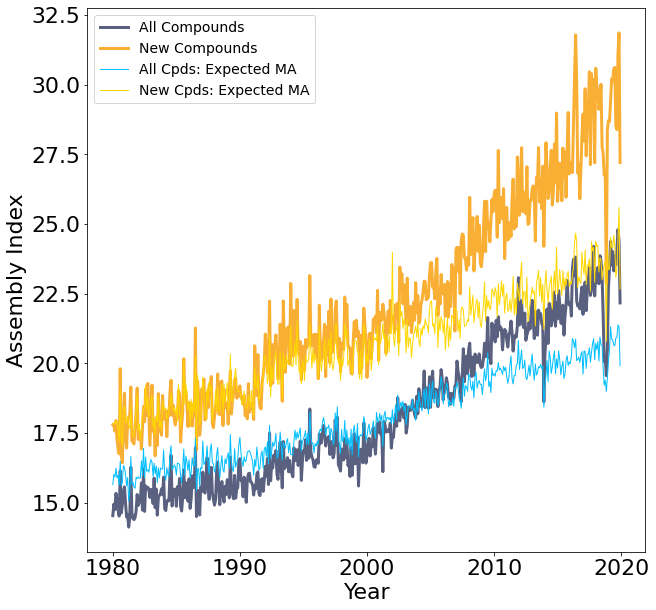 All Compounds
New Compounds
All Cpds: Expected MA
New Cpds: Expected MA
32.5
30.0
27.5
25.0
22.5
20.0
17.5
15.0
Assembly Index
1980 1990 2000 2010 2020
Year